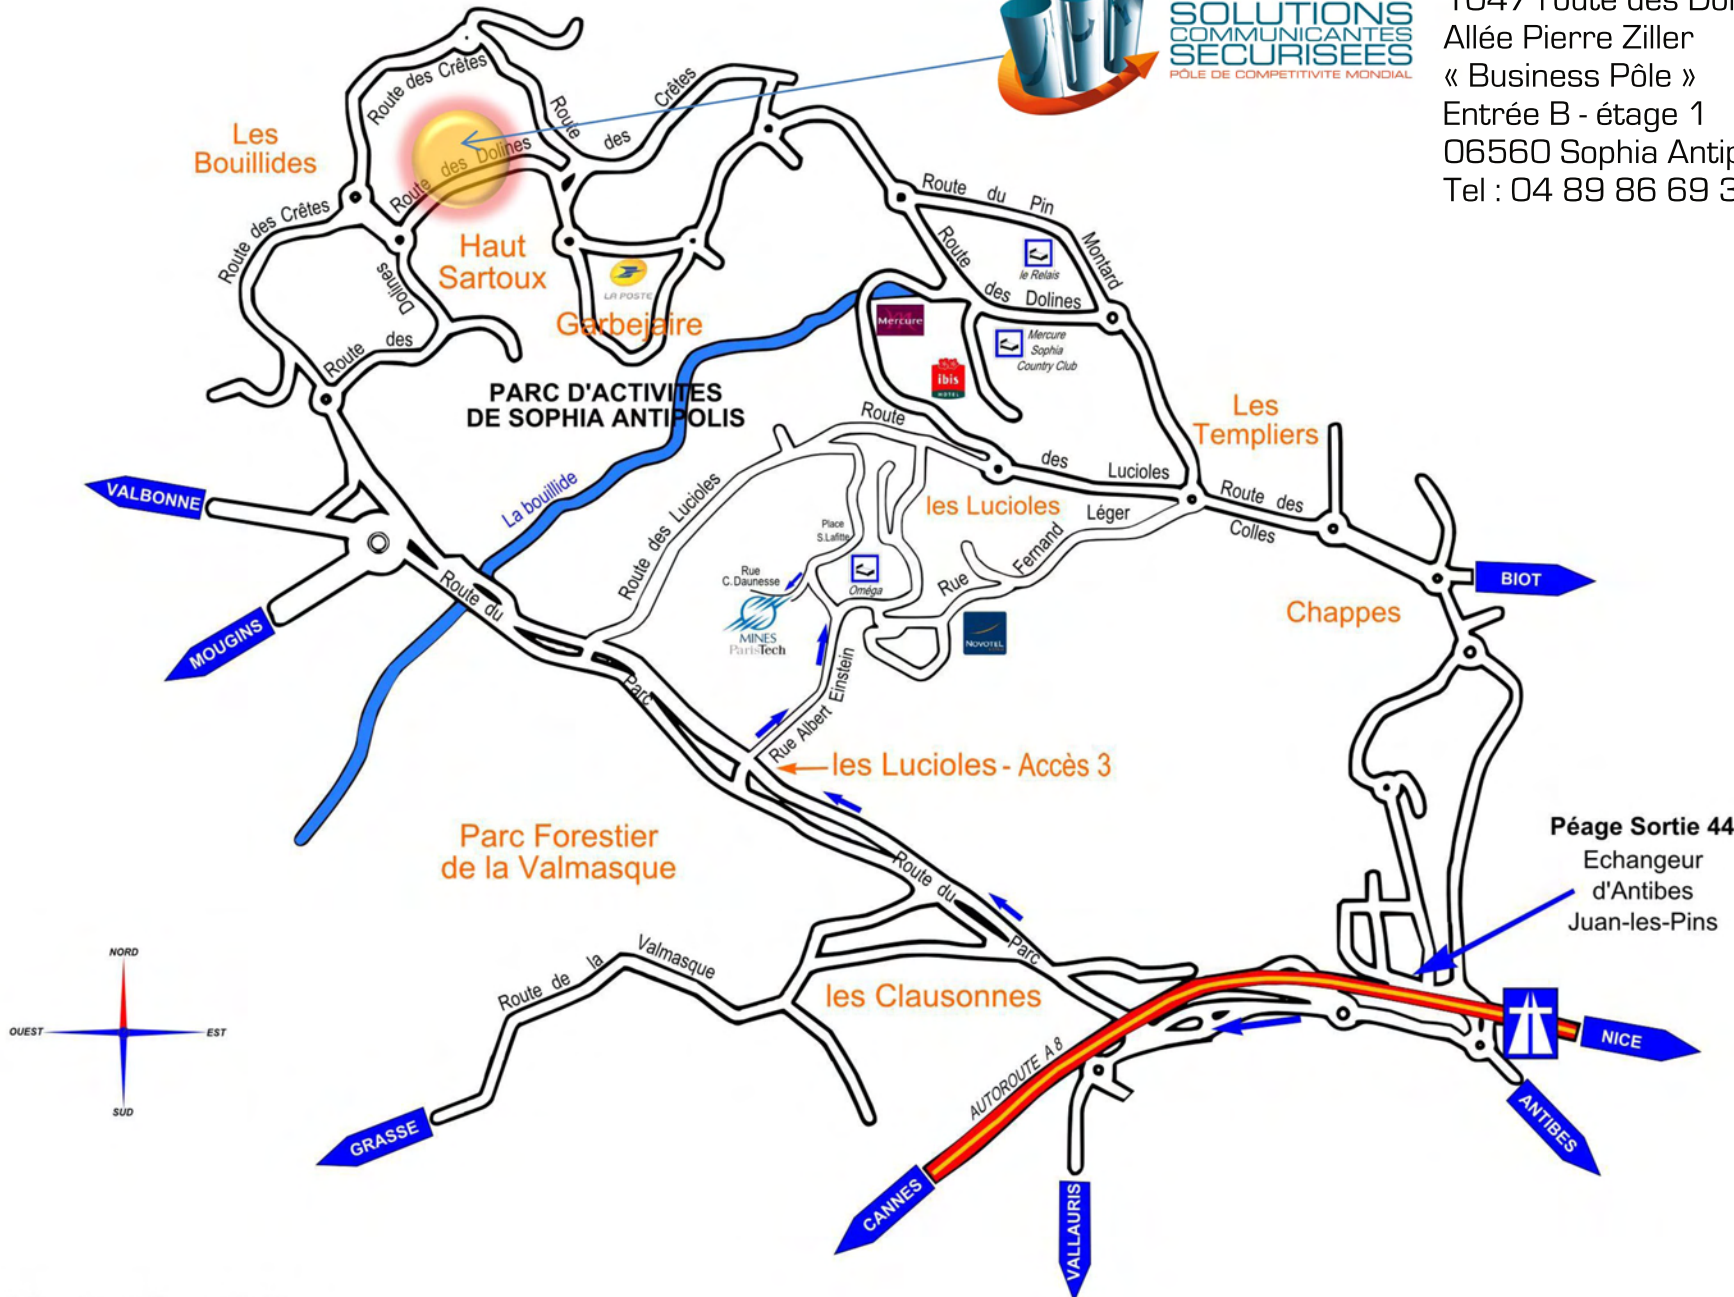 SOLUTIONS
COMMUNICANTES
SECURISEES
PÔLE DE COMPETITIVITE MONDIAL
1047 route des
Allée Pierre Ziller
« Business Pôle »
Entrée B - étage 1
06560 Sophia
Tel : 04 89 86 69
Route des Crêtes
Route des Crêtes
Les
Bouillides
Route des Dolines
Route des Crêtes
Haut
Sartoux
LA POSTE
Garbejaire
Route des Dolines
Route du Pin Montard
le Relais
Route des Dolines
Mercure
Mercure
Sophia
Country Club
ibis
HOTEL
PARC D'ACTIVITES
DE SOPHIA ANTIPOLIS
Les
Templiers
Route des Lucioles
VALBONNE
La bouillide
Route des Lucioles
les Lucioles
Route des
Colles
Place
S.Lafitte
Rue
C.Daunesse
Oméga
Rue Fernand Léger
BIOT
MOUGINS
Route du Parc
MINES
ParisTech
NOVOTEL
Chappes
Rue Albert Einstein
les Lucioles - Accès 3
Parc Forestier
de la Valmasque
Péage Sortie 44
Echangeur
d'Antibes
Juan-les-Pins
Route du Parc
Route de la Valmasque
les Clausonnes
NORD
OUEST
EST
SUD
AUTOROUTE A 8
NICE
GRASSE
ANTIBES
CANNES
VALLAURIS